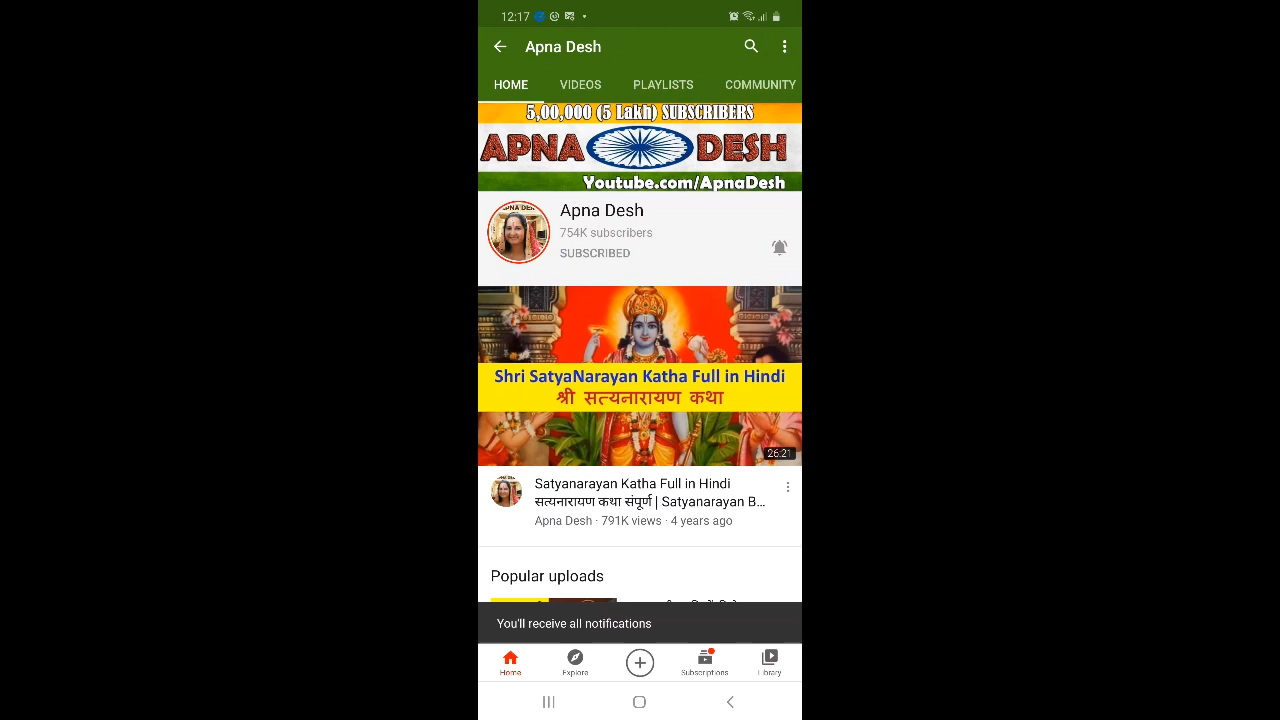 12:17
Apna Desh
HOME VIDEOS PLAYLISTS COMMUNITY
5,00,000 (5 Lakh) SUBSCRIBERS
APNA DESH
Youtube.com/ApnaDesh
Apna Desh
754K subscribers
SUBSCRIBED
Shri SatyaNarayan Katha Full in Hindi
श्री सत्यनारायण कथा
26:21
Satyanarayan Katha Full in Hindi
सत्यनारायण कथा संपूर्ण | Satyanarayan B...
Apna Desh · 791K views · 4 years ago
Popular uploads
You'll receive all notifications
Home Explore Subscriptions Library